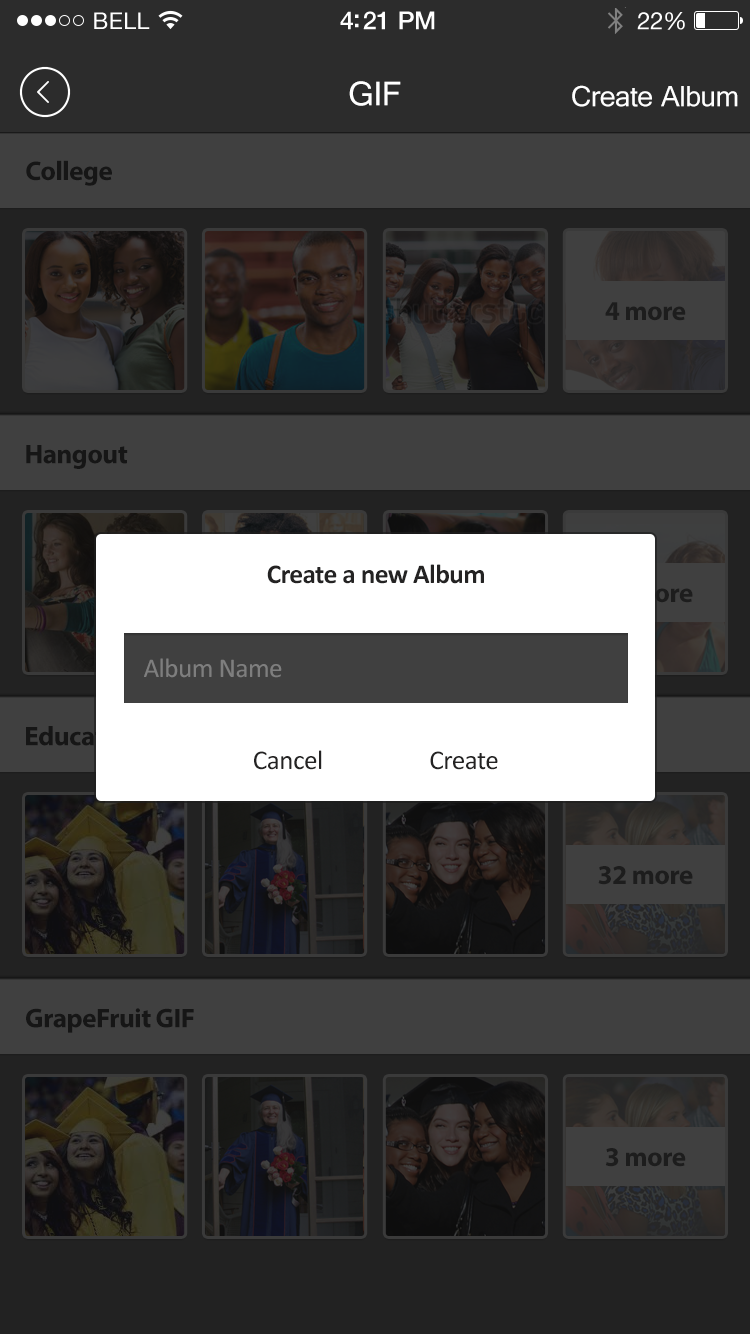 BELL 4:21 PM 22%
GIF Create Album
College
4 more
Hangout
ore
Create a new Album
Album Name
Educa
Cancel Create
32 more
GrapeFruit GIF
3 more